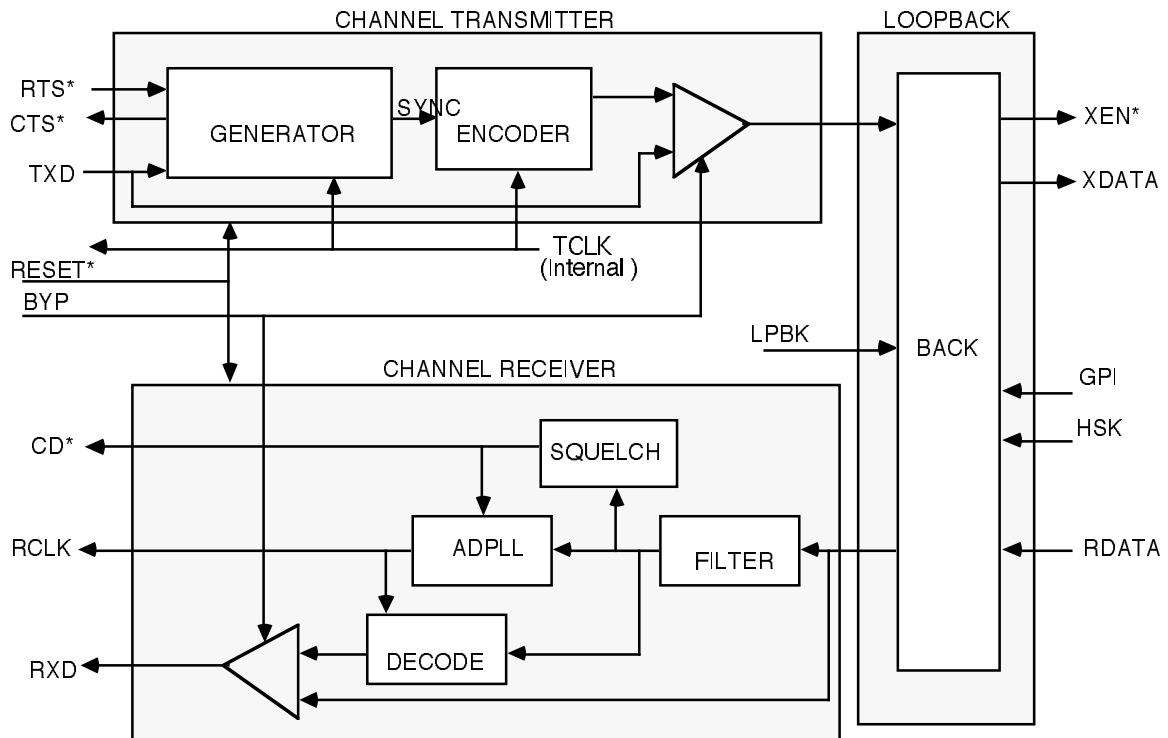 CHANNEL TRANSMITTER
LOOPBACK
RTS*
CTS*
TXD
GENERATOR
SYNC
ENCODER
XEN*
XDATA
TCLK
(Internal )
RESET*
BYP
LPBK
BACK
GPI
HSK
RDATA
CHANNEL RECEIVER
CD*
SQUELCH
RCLK
ADPLL
FILTER
RXD
DECODE